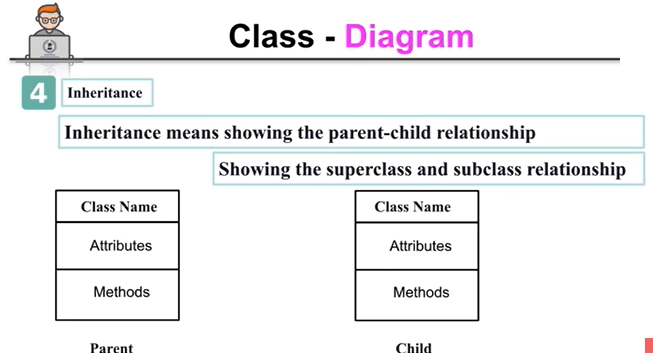 Class - Diagram
4 Inheritance
Inheritance means showing the parent-child relationship
Showing the superclass and subclass relationship
Class Name
Attributes
Methods
Parent
Class Name
Attributes
Methods
Child